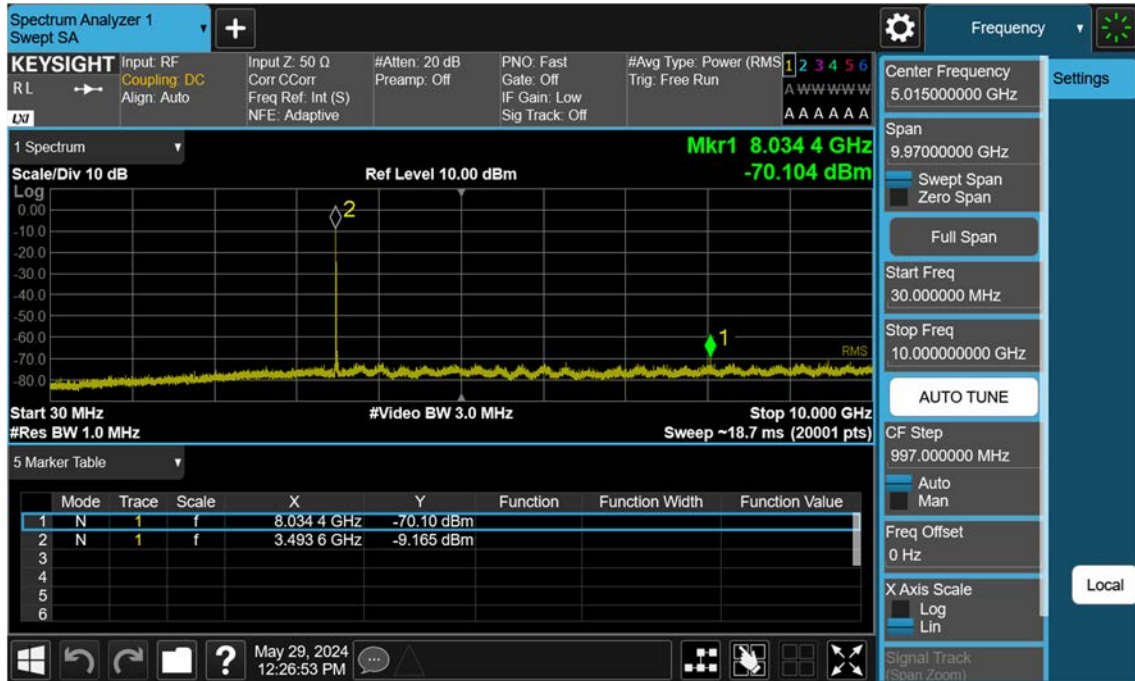 Spectrum Analyzer 1
Swept SA
+
Frequency
KEYSIGHT
R L
LXI
Input: RF
Coupling: DC
Align: Auto
Input Z: 50 Ω
Corr CCorr
Freq Ref: Int (S)
NFE: Adaptive
#Atten: 20 dB
Preamp: Off
PNO: Fast
Gate: Off
IF Gain: Low
Sig Track: Off
#Avg Type: Power (RMS
Trig: Free Run
1 2 3 4 5 6
A W W W W W
A A A A A A
1 Spectrum
Scale/Div 10 dB
Ref Level 10.00 dBm
Mkr1 8.034 4 GHz
-70.104 dBm
Log
0.00
-10.0
-20.0
-30.0
-40.0
-50.0
-60.0
-70.0
-80.0
2
1
RMS
Start 30 MHz
#Video BW 3.0 MHz
Stop 10.000 GHz
#Res BW 1.0 MHz
Sweep ~18.7 ms (20001 pts)
5 Marker Table
Mode Trace Scale X Y Function Function Width Function Value
1 N 1 f 8.034 4 GHz -70.10 dBm
2 N 1 f 3.493 6 GHz -9.165 dBm
3
4
5
6
?
May 29, 2024
12:26:53 PM
Center Frequency
5.015000000 GHz
Settings
Span
9.97000000 GHz
Swept Span
Zero Span
Full Span
Start Freq
30.000000 MHz
Stop Freq
10.000000000 GHz
AUTO TUNE
CF Step
997.000000 MHz
Auto
Man
Freq Offset
0 Hz
X Axis Scale
Log
Lin
Local
Signal Track
(Span Zoom)